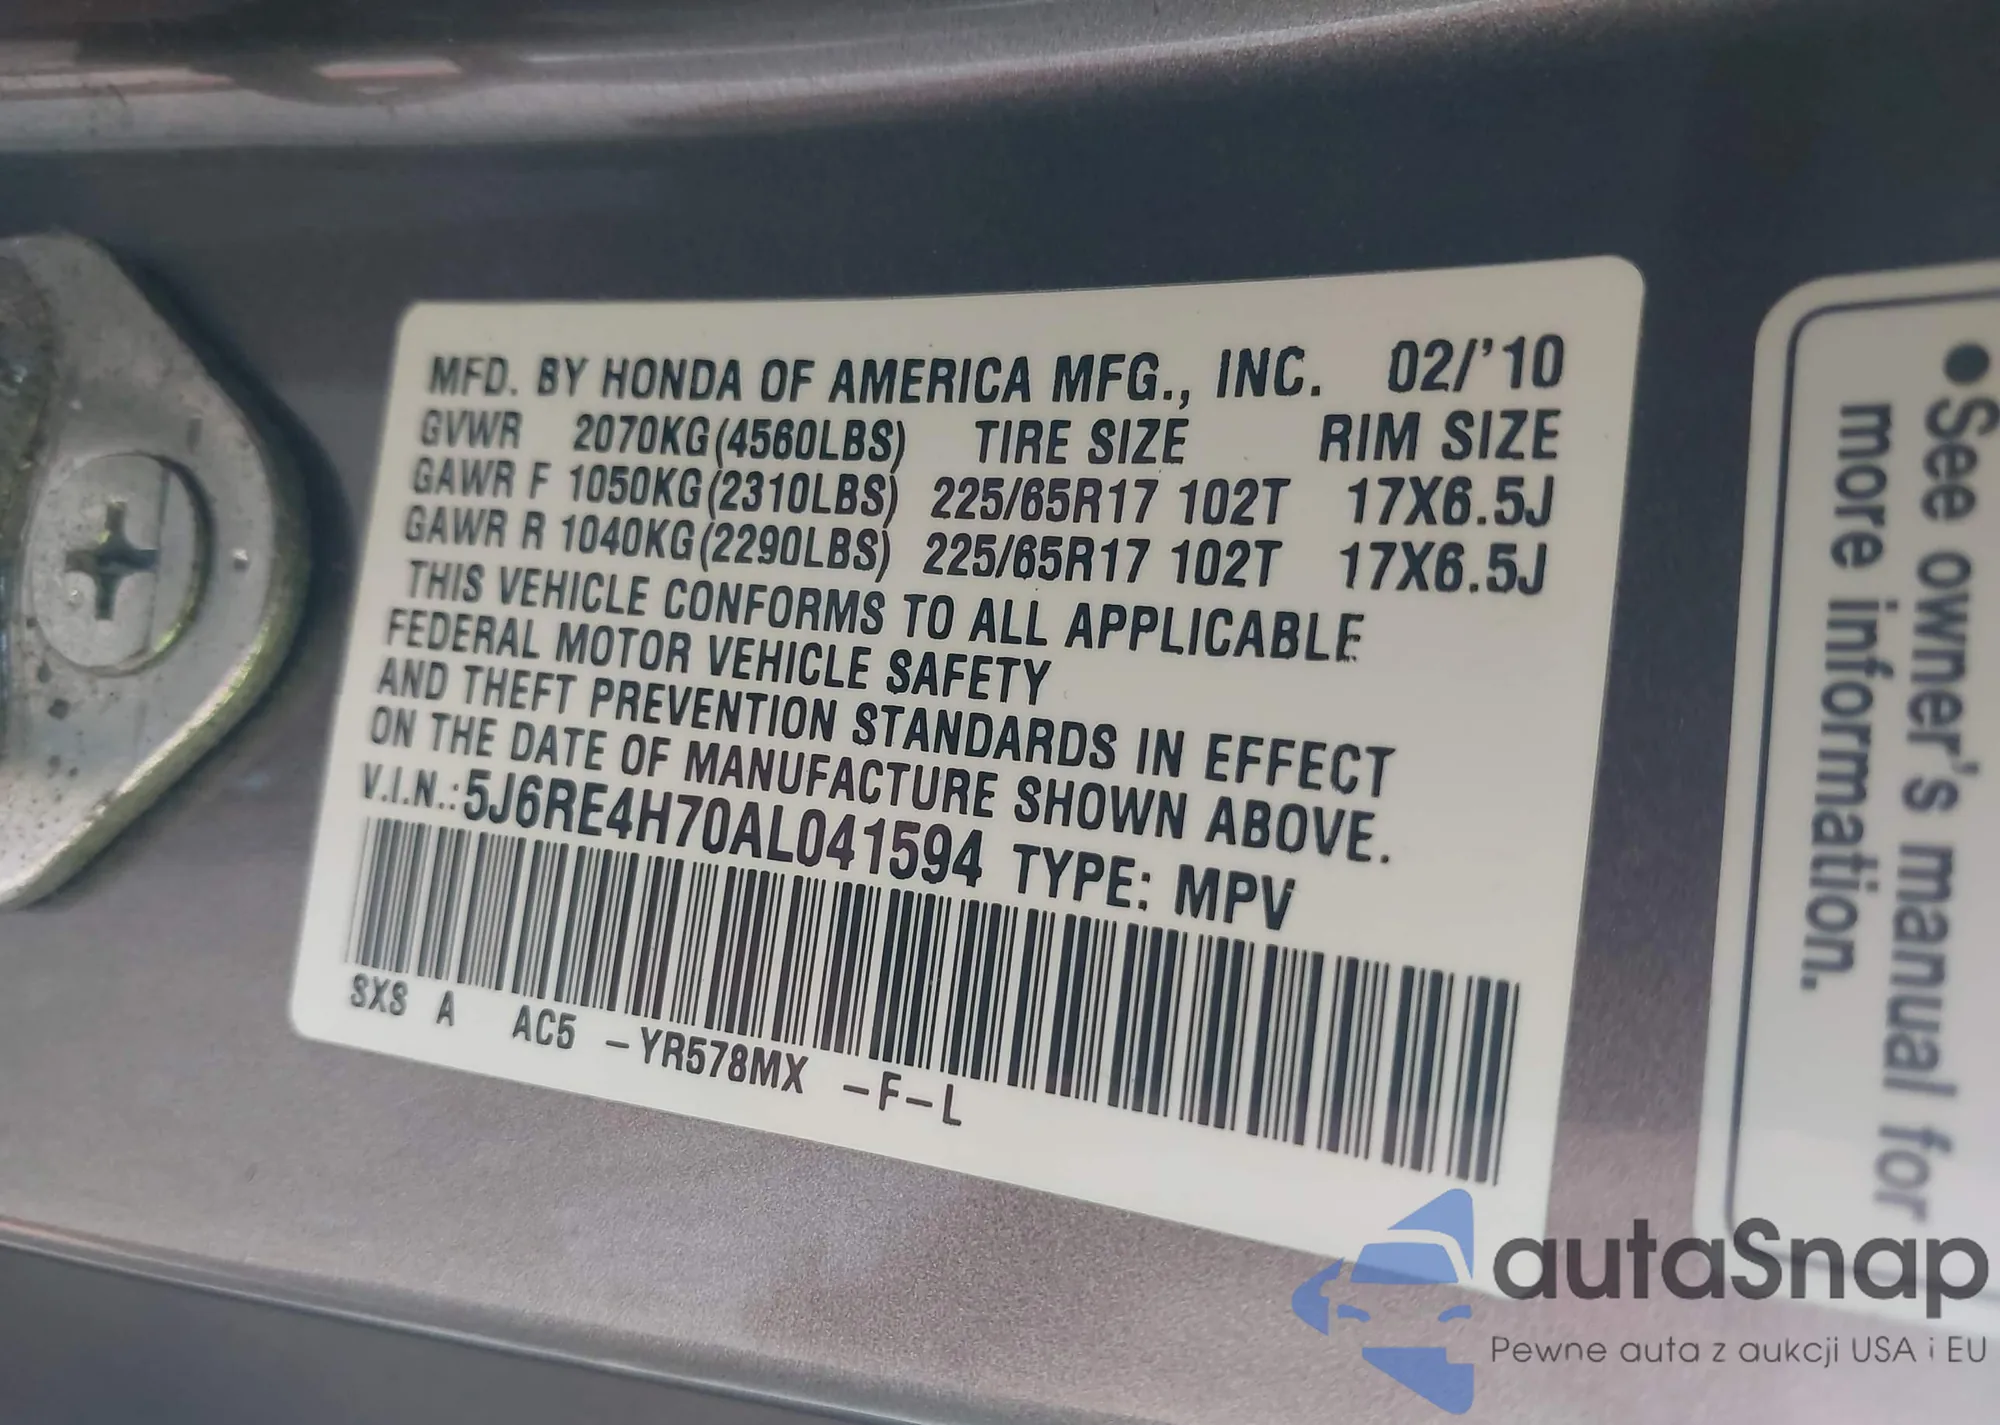 MFD. BY HONDA OF AMERICA MFG., INC. 02/'10
GVWR 2070KG(4560LBS) TIRE SIZE RIM SIZE
GAWR F 1050KG(2310LBS) 225/65R17 102T 17X6.5J
GAWR R 1040KG(2290LBS) 225/65R17 102T 17X6.5J
THIS VEHICLE CONFORMS TO ALL APPLICABLE
FEDERAL MOTOR VEHICLE SAFETY
AND THEFT PREVENTION STANDARDS IN EFFECT
ON THE DATE OF MANUFACTURE SHOWN ABOVE.
V.I.N.:5J6RE4H70AL041594 TYPE: MPV
SXS A AC5 –YR578MX –F–L
•See owner's manual for
more information.
autaSnap
Pewne auta z aukcji USA i EU